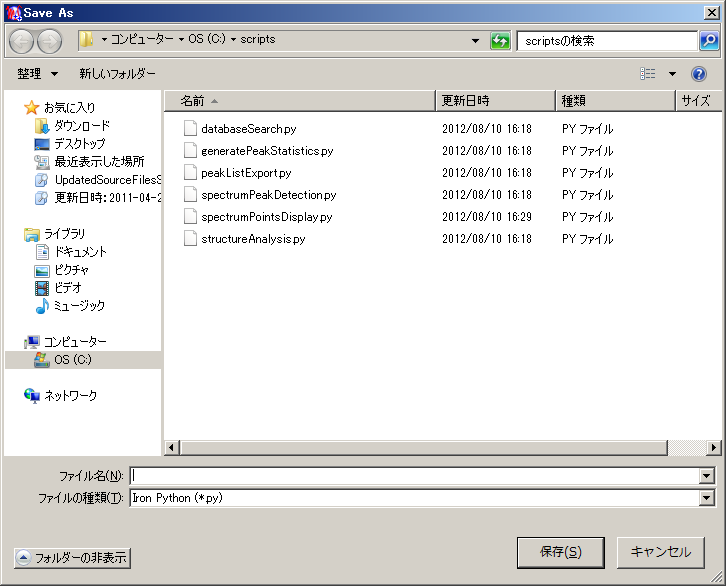 Save As
コンピューター OS (C:) scripts
scriptsの検索
整理 新しいフォルダー
お気に入り
ダウンロード
デスクトップ
最近表示した場所
UpdatedSourceFilesS
更新日時: 2011-04-2
ライブラリ
ドキュメント
ピクチャ
ビデオ
ミュージック
コンピューター
OS (C:)
ネットワーク
名前 更新日時 種類 サイズ
databaseSearch.py 2012/08/10 16:18 PY ファイル
generatePeakStatistics.py 2012/08/10 16:18 PY ファイル
peakListExport.py 2012/08/10 16:18 PY ファイル
spectrumPeakDetection.py 2012/08/10 16:18 PY ファイル
spectrumPointsDisplay.py 2012/08/10 16:29 PY ファイル
structureAnalysis.py 2012/08/10 16:18 PY ファイル
ファイル名(N):
ファイルの種類(T): Iron Python (*.py)
フォルダーの非表示
保存(S) キャンセル